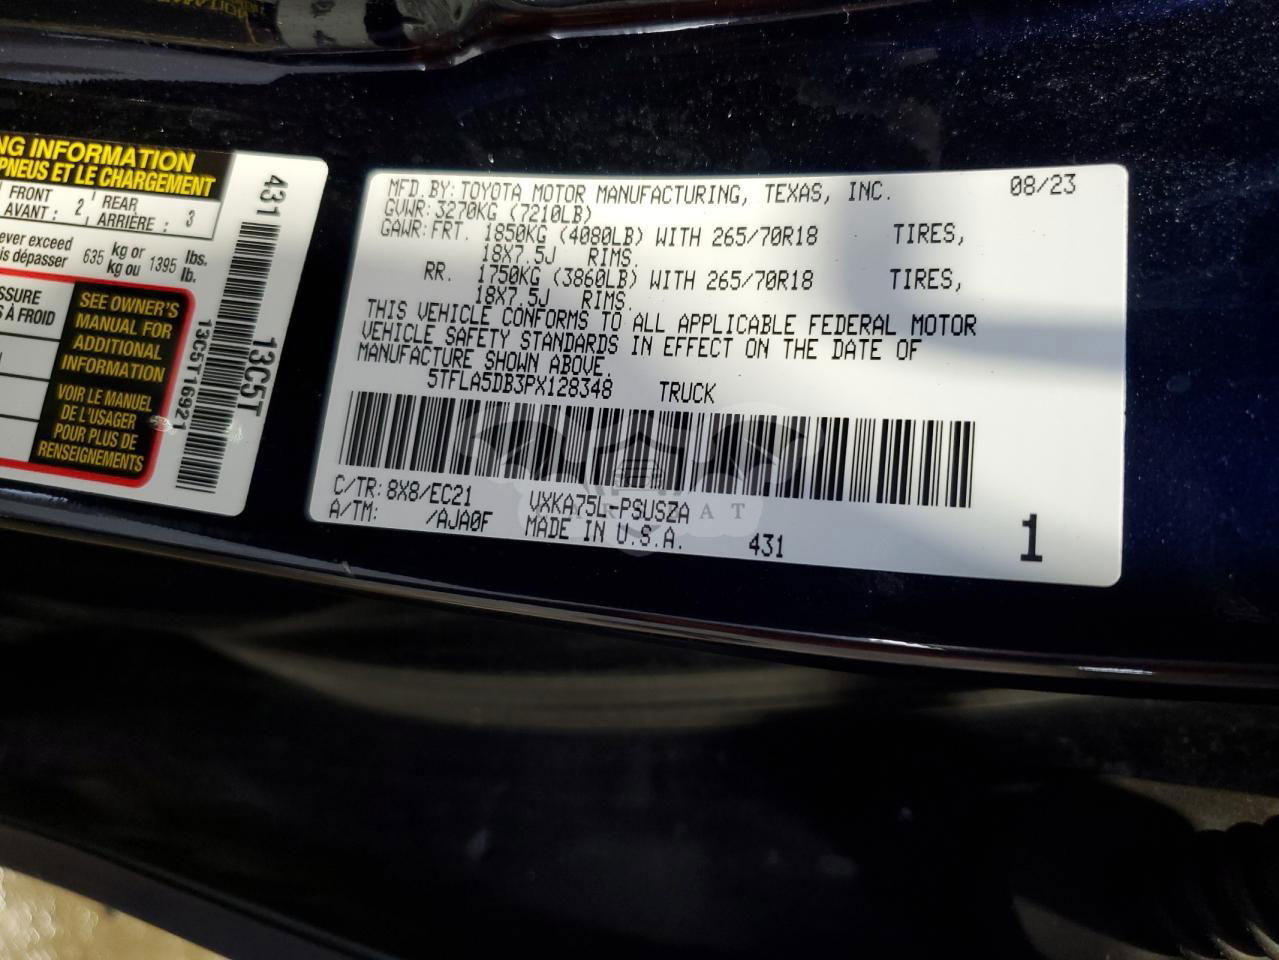 NG INFORMATION
PNEUS ET LE CHARGEMENT
FRONT
AVANT : 2
REAR
ARRIÈRE : 3
ever exceed
is dépasser
635 kg or
kg ou 1395 lbs.
lb.
SSURE
S À FROID
SEE OWNER'S
MANUAL FOR
ADDITIONAL
INFORMATION
VOIR LE MANUEL
DE L'USAGER
POUR PLUS DE
RENSEIGNEMENTS
431
13C5T
13C5T16921
MFD. BY: TOYOTA MOTOR MANUFACTURING, TEXAS, INC. 08/23
GVWR: 3270KG (7210LB)
GAWR: FRT. 1850KG (4080LB) WITH 265/70R18 TIRES,
18X7.5J RIMS.
RR. 1750KG (3860LB) WITH 265/70R18 TIRES,
18X7.5J RIMS.
THIS VEHICLE CONFORMS TO ALL APPLICABLE FEDERAL MOTOR
VEHICLE SAFETY STANDARDS IN EFFECT ON THE DATE OF
MANUFACTURE SHOWN ABOVE.
5TFLA5DB3PX128348 TRUCK
C/TR: 8X8/EC21 VXKA75L-PSUSZA
A/TM: /AJA0F MADE IN U.S.A. 431
1